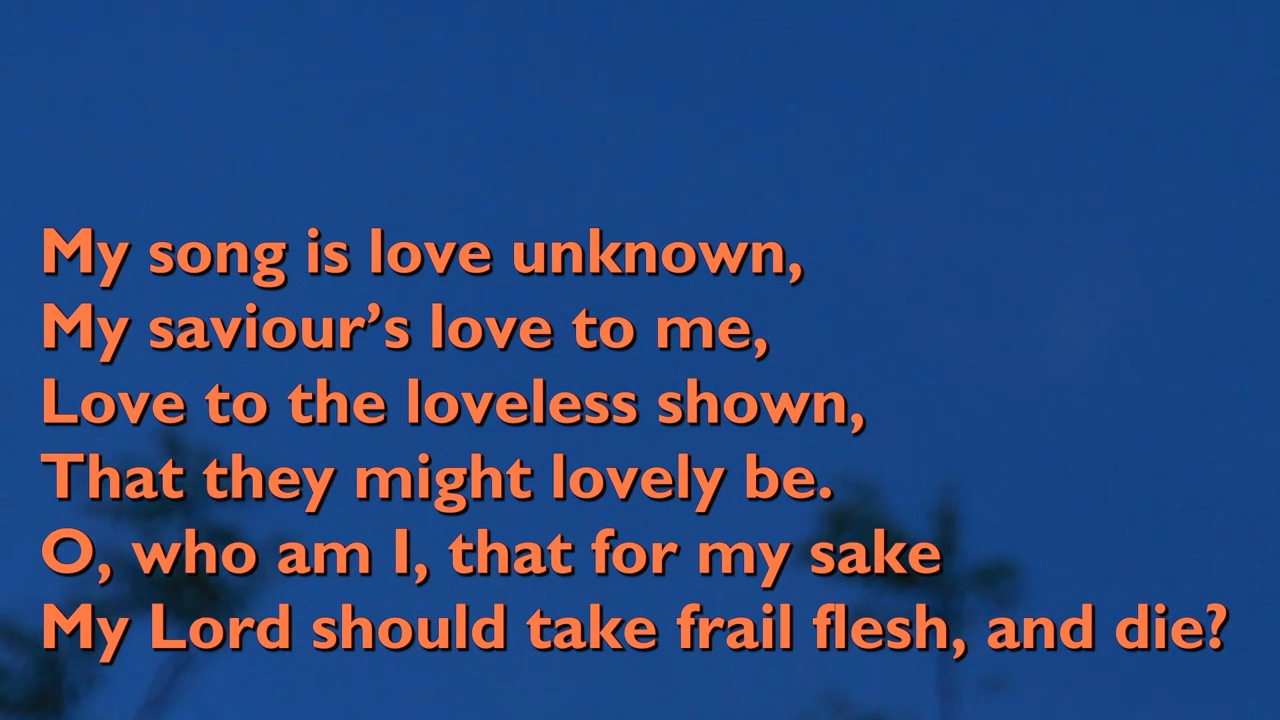 My song is love unknown,
My saviour’s love to me,
Love to the loveless shown,
That they might lovely be.
O, who am I, that for my sake
My Lord should take frail flesh, and die?